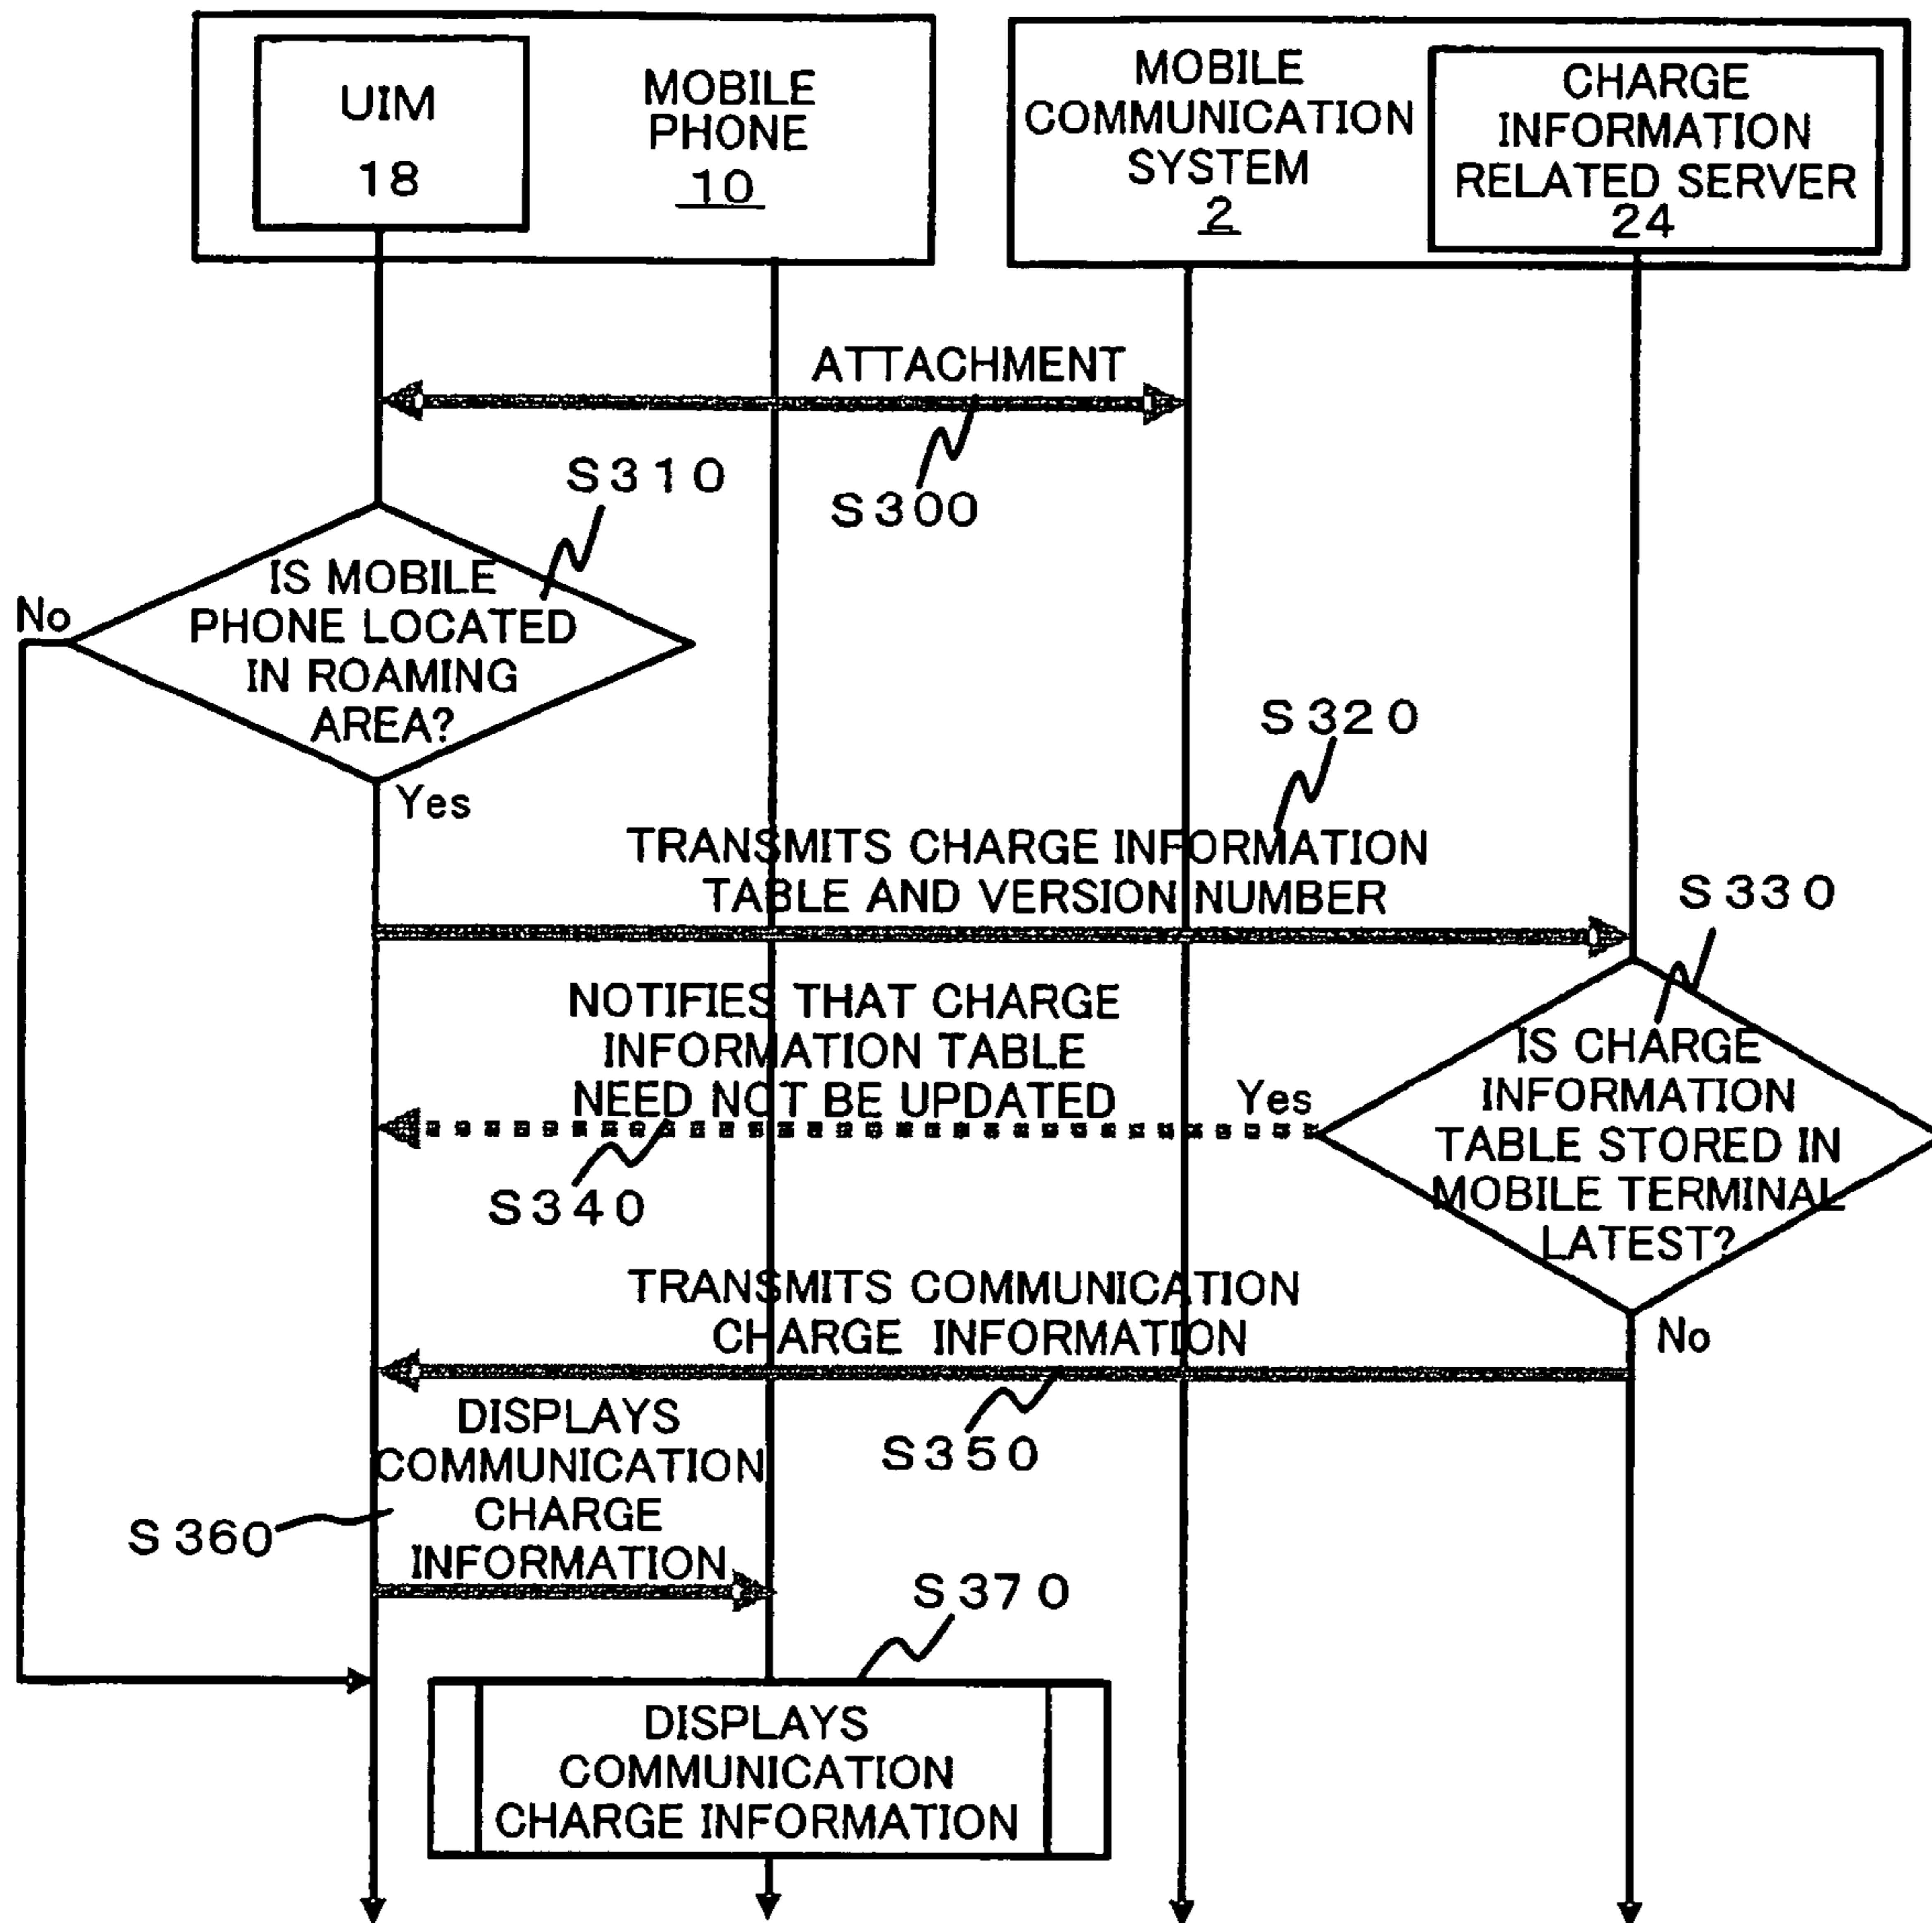 UIM
18
MOBILE
PHONE
10
MOBILE
COMMUNICATION
SYSTEM
2
CHARGE
INFORMATION
RELATED SERVER
24
ATTACHMENT
S300
S310
IS MOBILE
PHONE LOCATED
IN ROAMING
AREA?
No
Yes
S320
TRANSMITS CHARGE INFORMATION
TABLE AND VERSION NUMBER
S330
NOTIFIES THAT CHARGE
INFORMATION TABLE
NEED NOT BE UPDATED
S340
Yes
IS CHARGE
INFORMATION
TABLE STORED IN
MOBILE TERMINAL
LATEST?
No
TRANSMITS COMMUNICATION
CHARGE INFORMATION
S350
DISPLAYS
COMMUNICATION
CHARGE
INFORMATION
S360
S370
DISPLAYS
COMMUNICATION
CHARGE INFORMATION